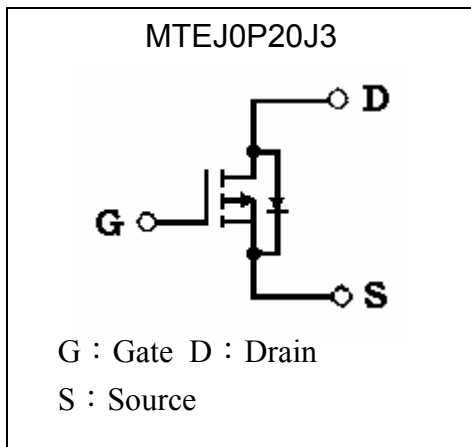 MTEJ0P20J3
D
G
S
G：Gate D：Drain
S：Source